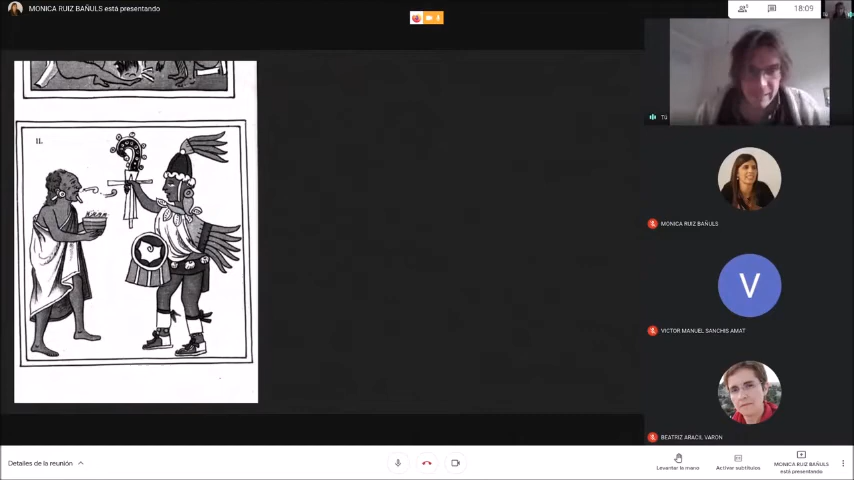 MONICA RUIZ BAÑULS está presentando
18:09
II.
Tú
MONICA RUIZ BAÑULS
V
VICTOR MANUEL SANCHIS AMAT
BEATRIZ ARACIL VARON
Detalles de la reunión
Levantar la mano
Activar subtítulos
MONICA RUIZ BAÑULS
está presentando